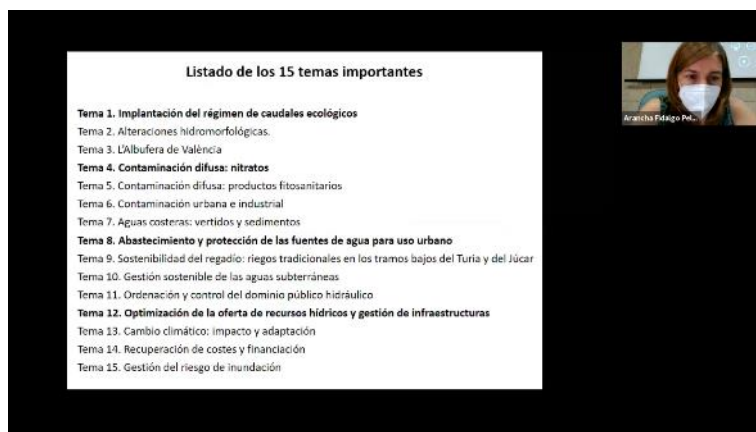 Listado de los 15 temas importantes
Tema 1. Implantación del régimen de caudales ecológicos
Tema 2. Alteraciones hidromorfológicas.
Tema 3. L'Albufera de València
Tema 4. Contaminación difusa: nitratos
Tema 5. Contaminación difusa: productos fitosanitarios
Tema 6. Contaminación urbana e industrial
Tema 7. Aguas costeras: vertidos y sedimentos
Tema 8. Abastecimiento y protección de las fuentes de agua para uso urbano
Tema 9. Sostenibilidad del regadío: riegos tradicionales en los tramos bajos del Turia y del Júcar
Tema 10. Gestión sostenible de las aguas subterráneas
Tema 11. Ordenación y control del dominio público hidráulico
Tema 12. Optimización de la oferta de recursos hídricos y gestión de infraestructuras
Tema 13. Cambio climático: impacto y adaptación
Tema 14. Recuperación de costes y financiación
Tema 15. Gestión del riesgo de inundación
Arancha Fidalgo Pel...